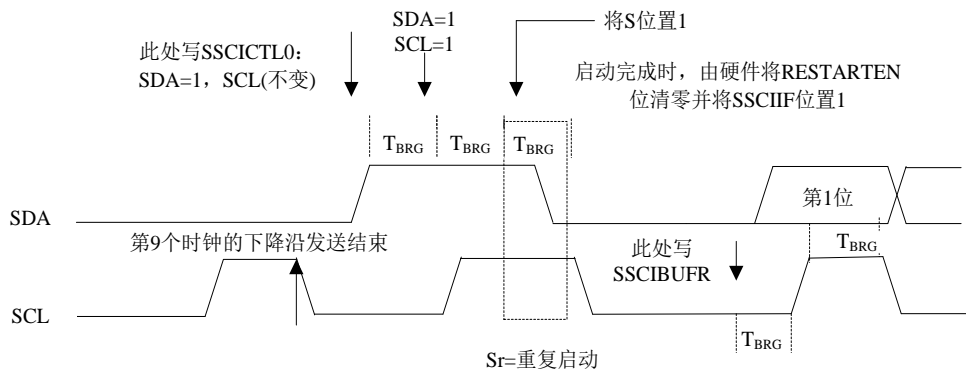 SDA=1
SCL=1
将S位置1
此处写SSCICTL0：
SDA=1，SCL(不变)
启动完成时，由硬件将RESTARTEN
位清零并将SSCIIF位置1
TBRG
TBRG
TBRG
SDA
第1位
第9个时钟的下降沿发送结束
此处写
SSCIBUFR
TBRG
SCL
TBRG
Sr=重复启动